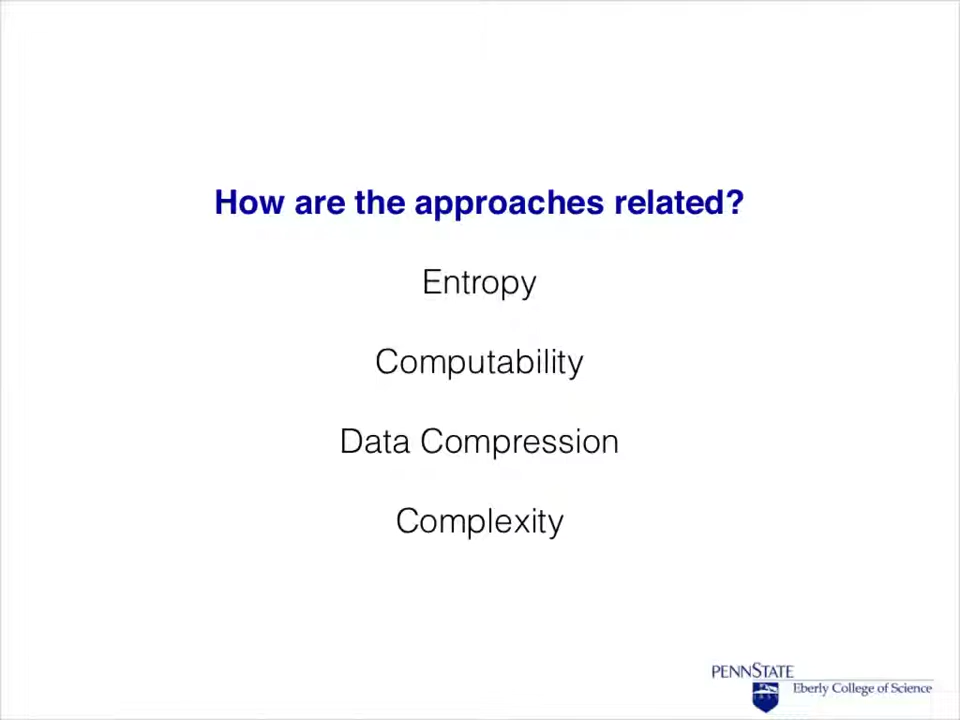 How are the approaches related?
Entropy
Computability
Data Compression
Complexity
PENNSTATE
Eberly College of Science